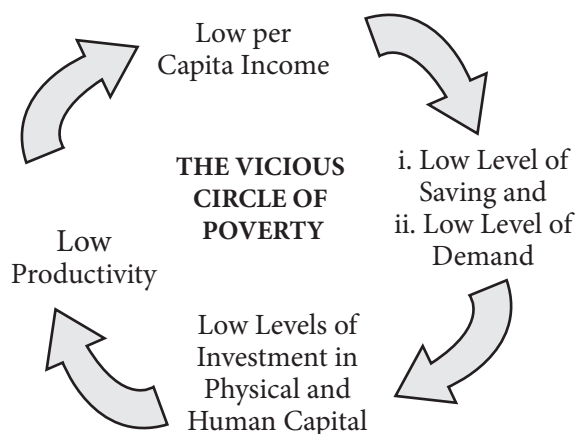 Low per
Capita Income
THE VICIOUS
CIRCLE OF
POVERTY
i. Low Level of
Saving and
ii. Low Level of
Demand
Low
Productivity
Low Levels of
Investment in
Physical and
Human Capital